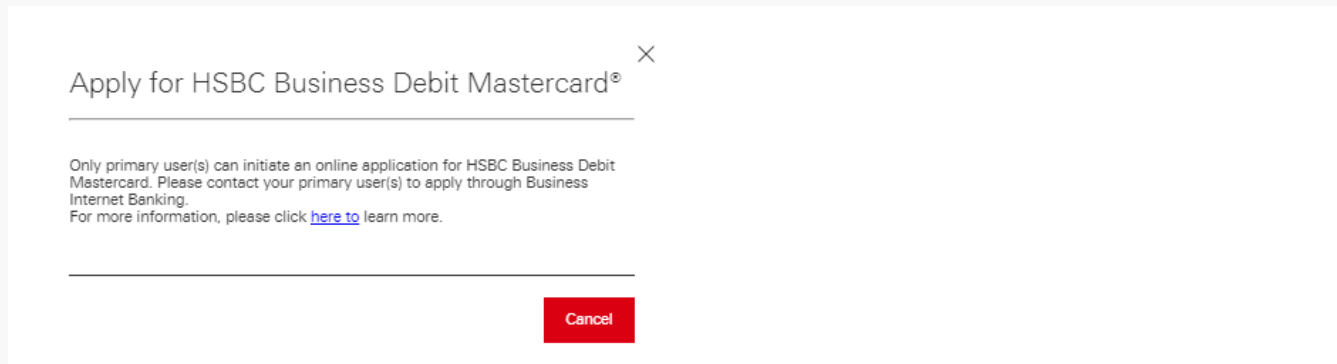 Apply for HSBC Business Debit Mastercard®
Only primary user(s) can initiate an online application for HSBC Business Debit
Mastercard. Please contact your primary user(s) to apply through Business
Internet Banking.
For more information, please click here to learn more.
Cancel